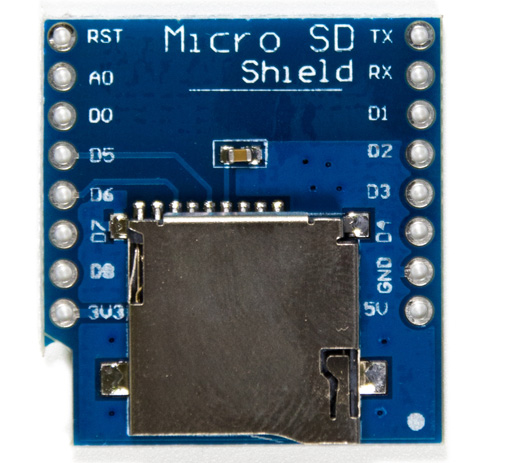 Micro SD
Shield
RST
A0
D0
D5
D6
D7
D8
3V3
TX
RX
D1
D2
D3
D4
GND
5V